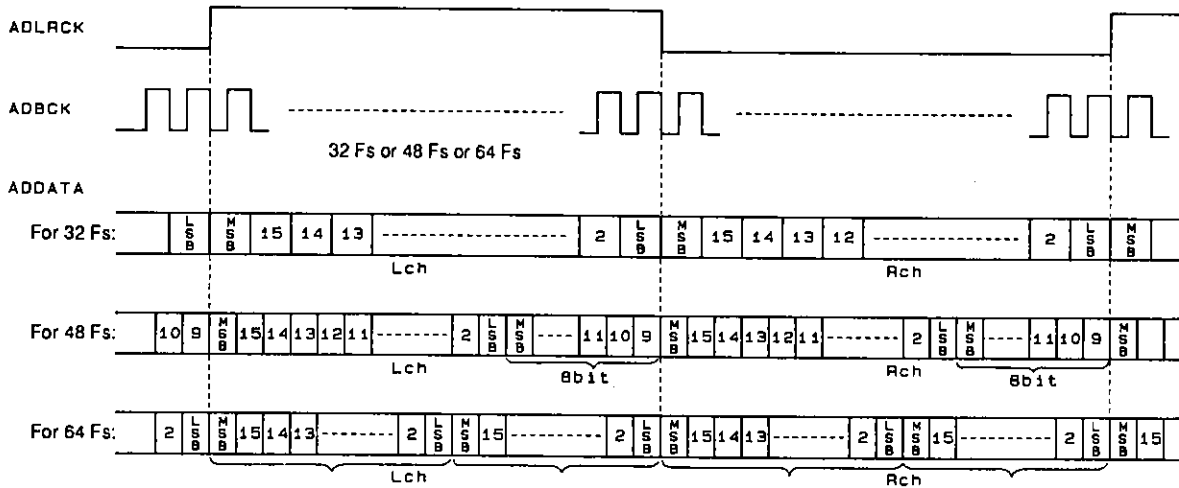 ADLRCK
ADBCK
32 Fs or 48 Fs or 64 Fs
ADDATA
For 32 Fs: LSB MSB 15 14 13 2 LSB MSB 15 14 13 12 2 LSB MSB
Lch Rch
For 48 Fs: 10 9 MSB 15 14 13 12 11 2 LSB MSB 11 10 9 MSB 15 14 13 12 11 2 LSB MSB 11 10 9 MSB
Lch 8bit Rch 8bit
For 64 Fs: 2 LSB MSB 15 14 13 2 LSB MSB 15 2 LSB MSB 15 14 13 2 LSB MSB 15 2 LSB MSB 15
Lch Rch